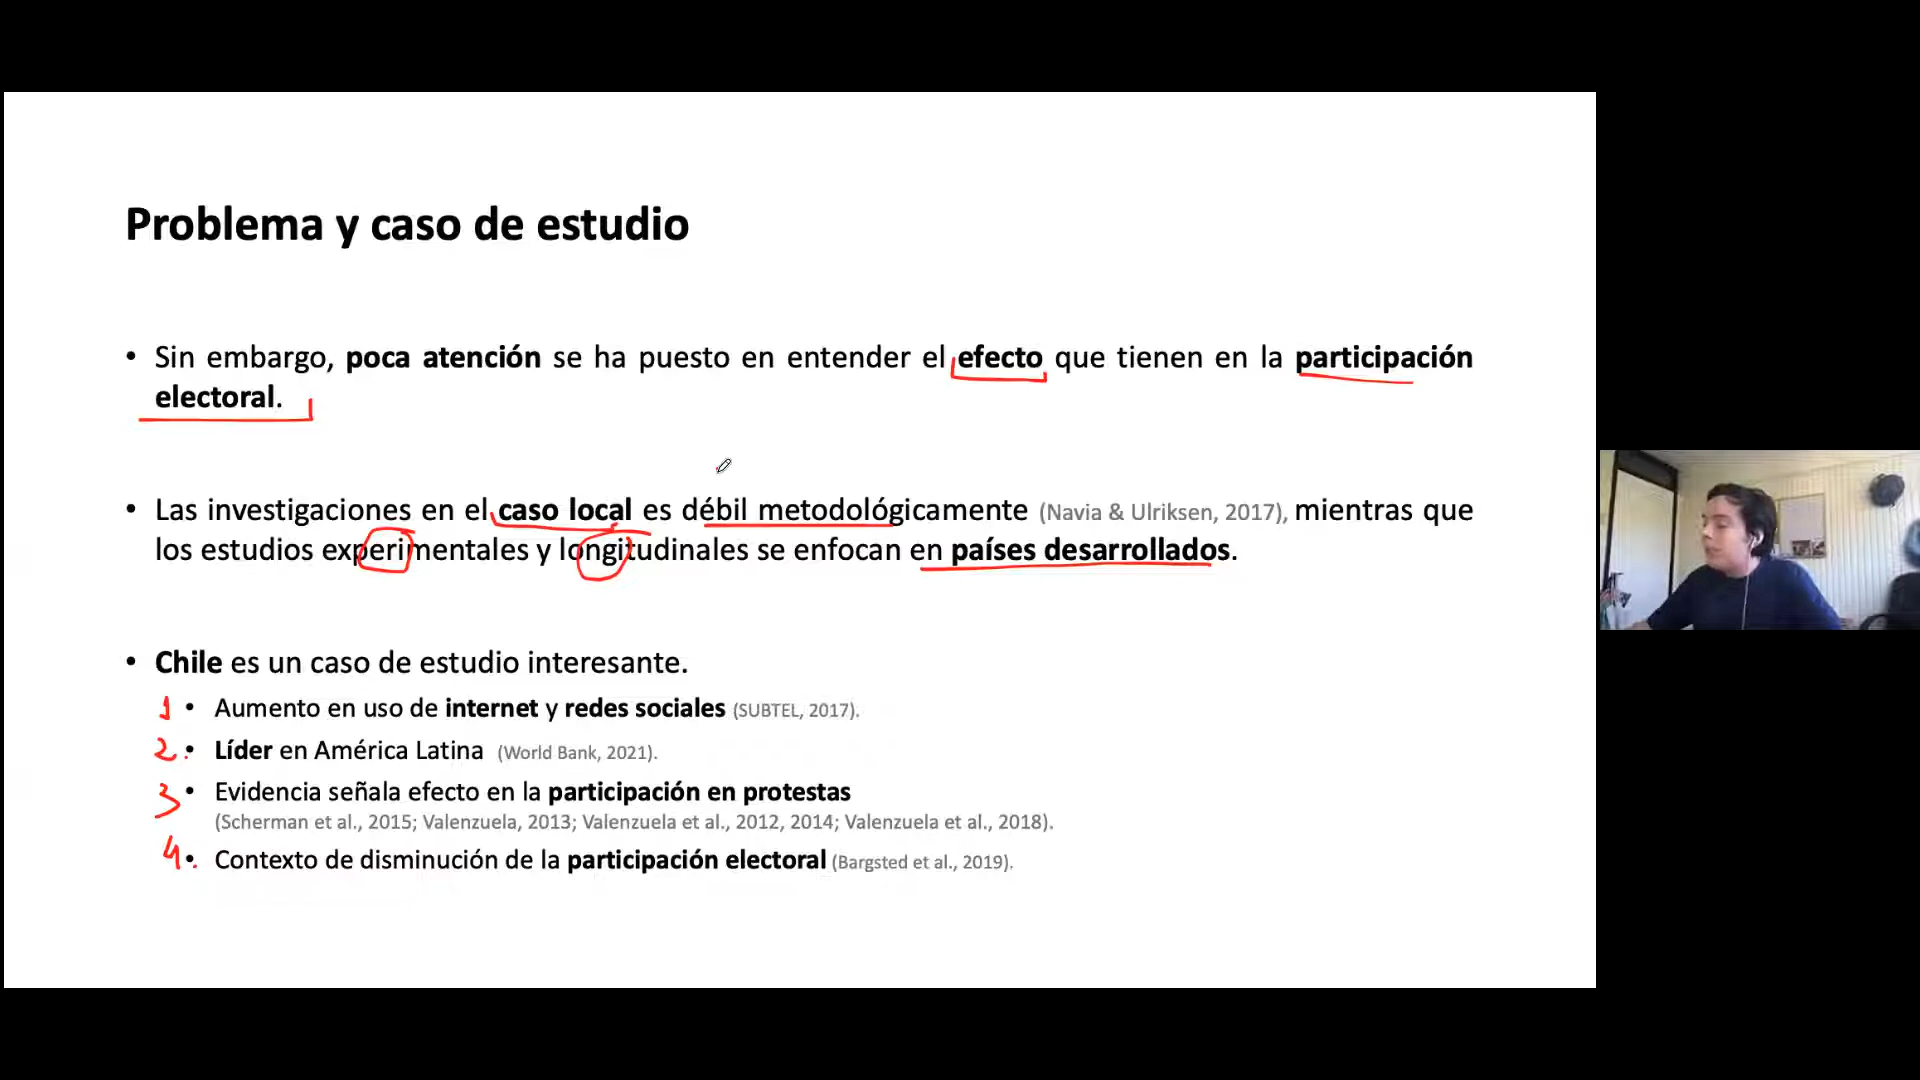 Problema y caso de estudio
• Sin embargo, poca atención se ha puesto en entender el efecto que tienen en la participación
electoral.
• Las investigaciones en el caso local es débil metodológicamente (Navia & Ulriksen, 2017), mientras que
los estudios experimentales y longitudinales se enfocan en países desarrollados.
• Chile es un caso de estudio interesante.
1 • Aumento en uso de internet y redes sociales (SUBTEL, 2017).
2. • Líder en América Latina (World Bank, 2021).
3 • Evidencia señala efecto en la participación en protestas
(Scherman et al., 2015; Valenzuela, 2013; Valenzuela et al., 2012, 2014; Valenzuela et al., 2018).
4. • Contexto de disminución de la participación electoral (Bargsted et al., 2019).